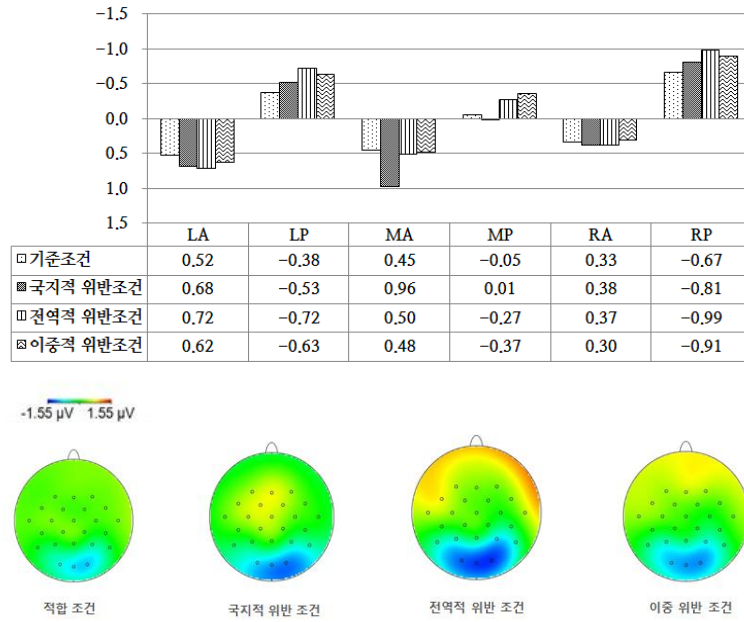 −1.5
−1.0
−0.5
0.0
0.5
1.0
1.5
LA LP MA MP RA RP
기준조건 0.52 −0.38 0.45 −0.05 0.33 −0.67
국지적 위반조건 0.68 −0.53 0.96 0.01 0.38 −0.81
전역적 위반조건 0.72 −0.72 0.50 −0.27 0.37 −0.99
이중적 위반조건 0.62 −0.63 0.48 −0.37 0.30 −0.91
-1.55 µV 1.55 µV
적합 조건 국지적 위반 조건 전역적 위반 조건 이중 위반 조건